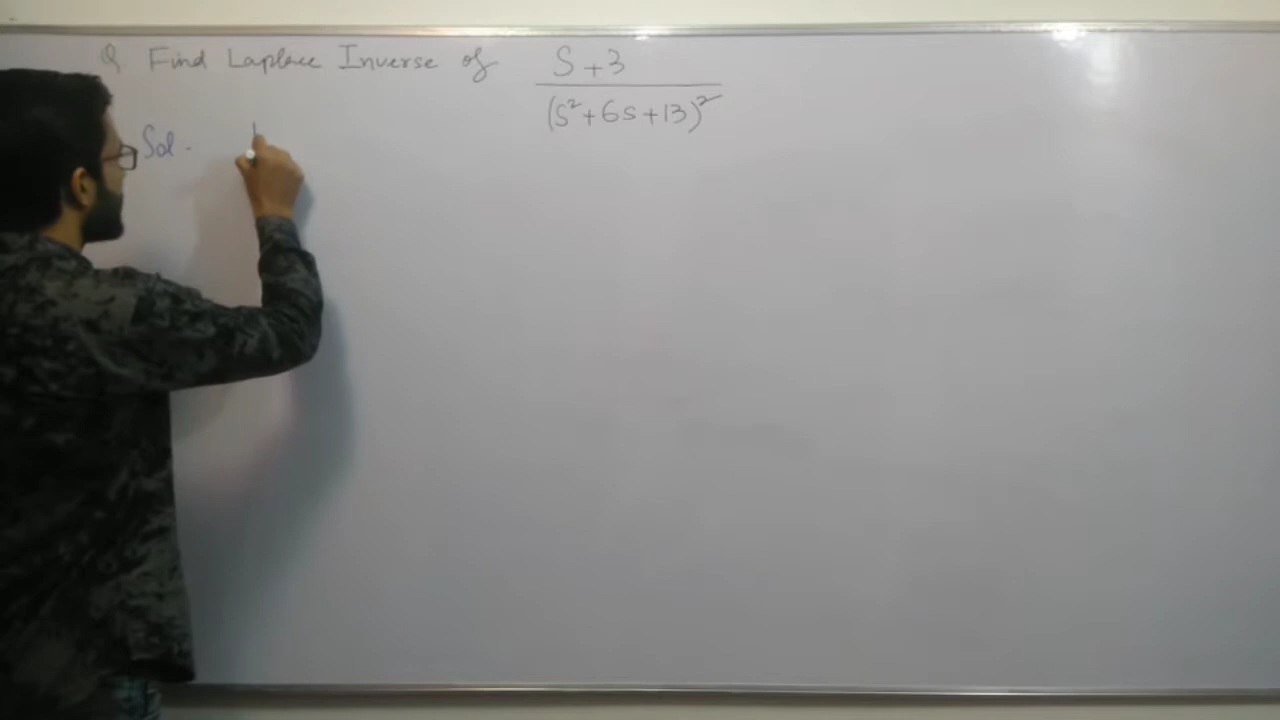 Q Find Laplace Inverse of S+3
(S²+6s+13)²
Sol.